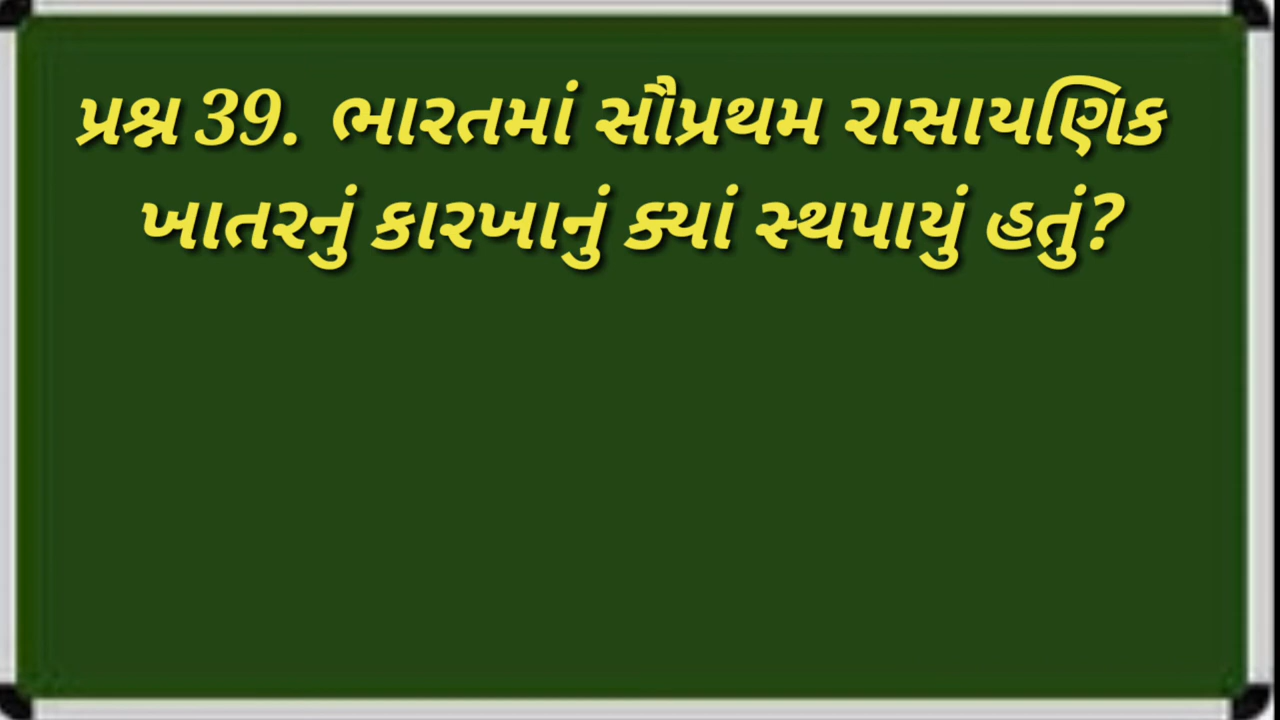 પ્રશ્ન 39. ભારતમાં સૌપ્રથમ રાસાયણિક
ખાતરનું કારખાનું ક્યાં સ્થપાયું હતું?